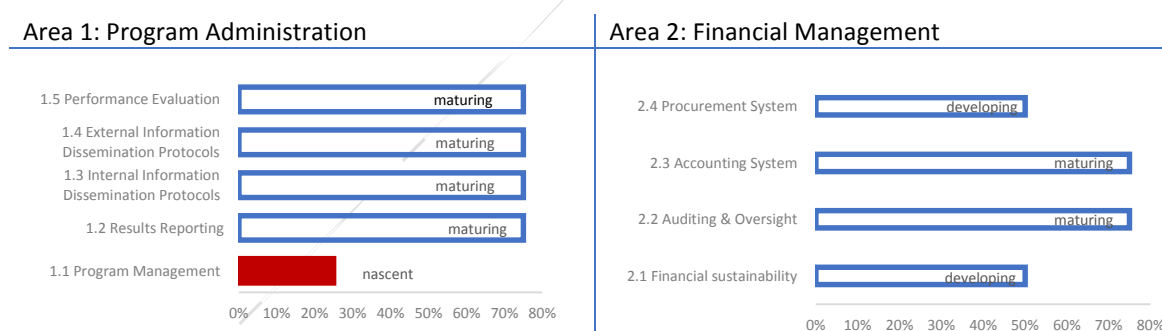 Area 1: Program Administration
1.5 Performance Evaluation
maturing
1.4 External Information
Dissemination Protocols
maturing
1.3 Internal Information
Dissemination Protocols
maturing
1.2 Results Reporting
maturing
1.1 Program Management
nascent
0% 10% 20% 30% 40% 50% 60% 70% 80%
Area 2: Financial Management
2.4 Procurement System
developing
2.3 Accounting System
maturing
2.2 Auditing & Oversight
maturing
2.1 Financial sustainability
developing
0% 10% 20% 30% 40% 50% 60% 70% 80%